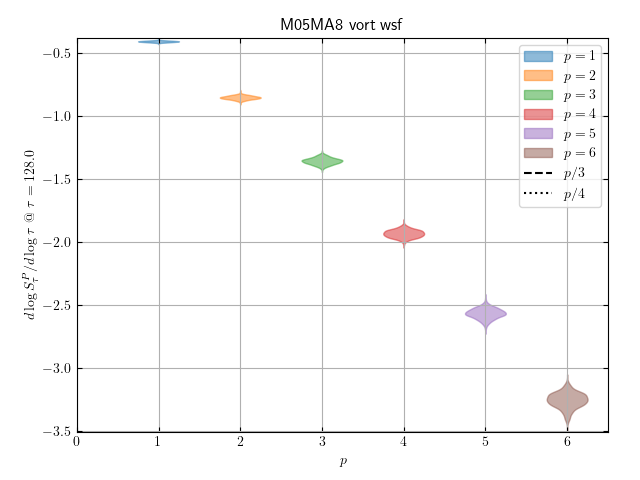 M05MA8 vort wsf
d log S_τ^P / d log τ @ τ = 128.0
−0.5
−1.0
−1.5
−2.0
−2.5
−3.0
−3.5
0 1 2 3 4 5 6
p
p = 1
p = 2
p = 3
p = 4
p = 5
p = 6
p/3
p/4